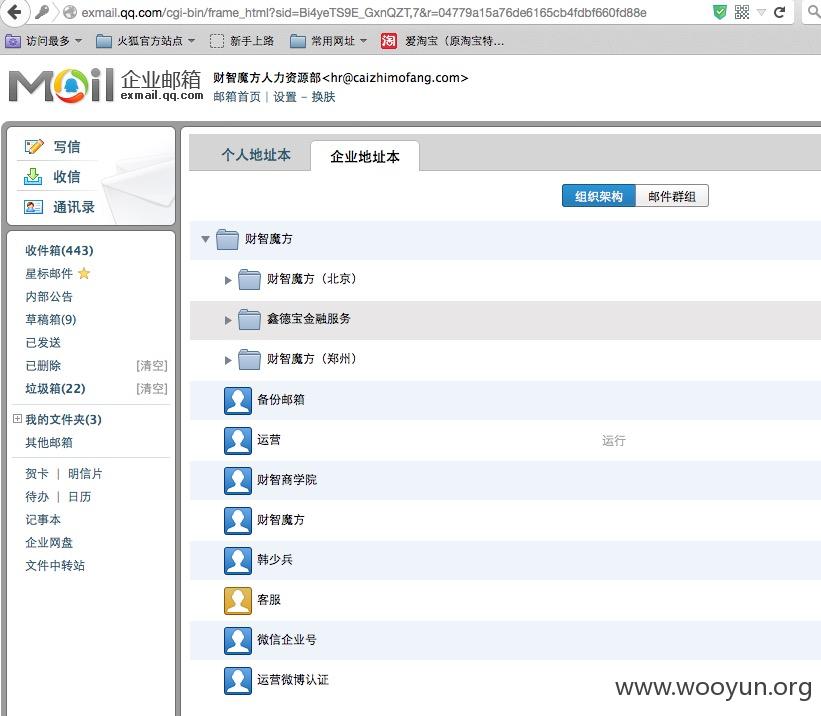 exmail.qq.com/cgi-bin/frame_html?sid=Bi4yeTS9E_GxnQZT,7&r=04779a15a76de6165cb4fdbf660fd88e
访问最多 火狐官方站点 新手上路 常用网址 淘 爱淘宝（原淘宝特…
Mail 企业邮箱 exmail.qq.com
财智魔方人力资源部<hr@caizhimofang.com>
邮箱首页 | 设置 - 换肤
写信
收信
通讯录
收件箱(443)
星标邮件
内部公告
草稿箱(9)
已发送
已删除 [清空]
垃圾箱(22) [清空]
我的文件夹(3)
其他邮箱
贺卡 | 明信片
待办 | 日历
记事本
企业网盘
文件中转站
个人地址本 企业地址本
组织架构 邮件群组
财智魔方
财智魔方（北京）
鑫德宝金融服务
财智魔方（郑州）
备份邮箱
运营 运行
财智商学院
财智魔方
韩少兵
客服
微信企业号
运营微博认证
www.wooyun.org